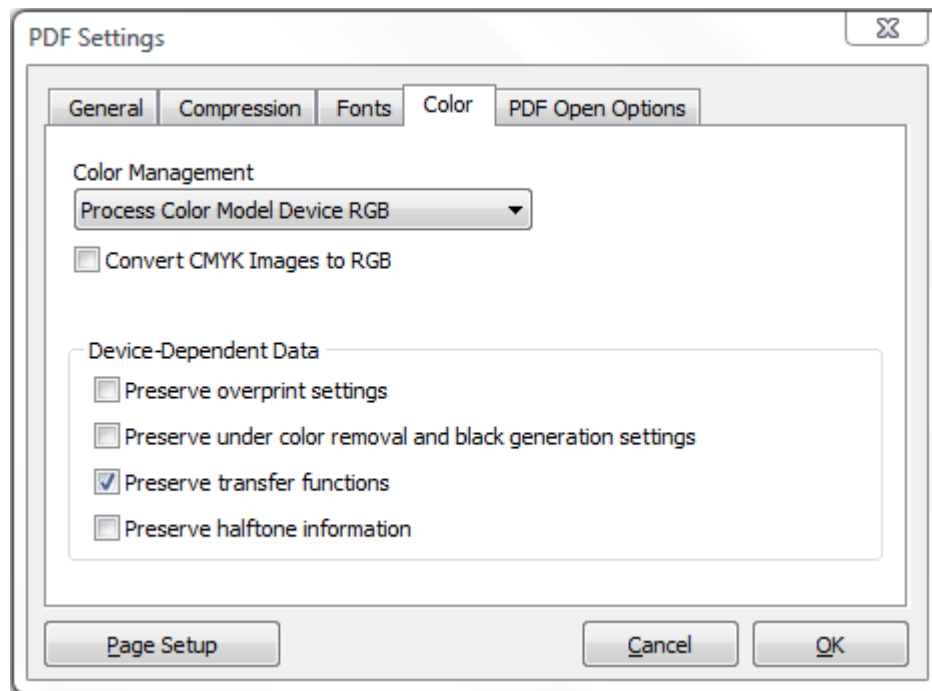 PDF Settings
General Compression Fonts Color PDF Open Options
Color Management
Process Color Model Device RGB
Convert CMYK Images to RGB
Device-Dependent Data
Preserve overprint settings
Preserve under color removal and black generation settings
Preserve transfer functions
Preserve halftone information
Page Setup Cancel OK